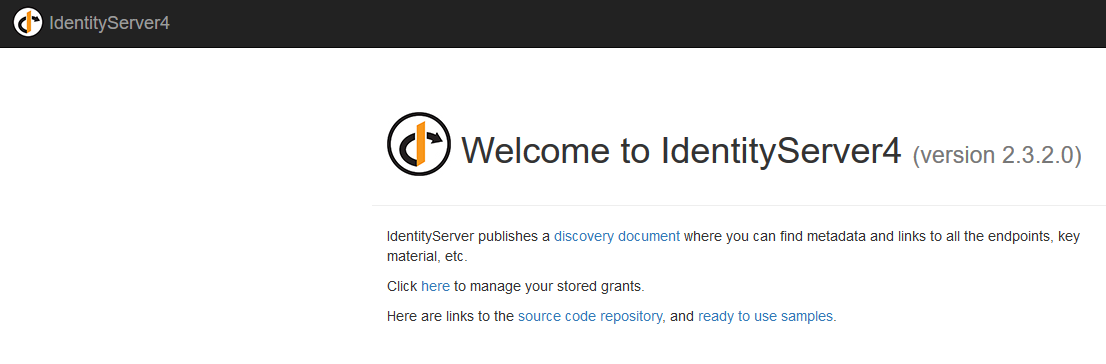 IdentityServer4
Welcome to IdentityServer4 (version 2.3.2.0)
IdentityServer publishes a discovery document where you can find metadata and links to all the endpoints, key
material, etc.
Click here to manage your stored grants.
Here are links to the source code repository, and ready to use samples.